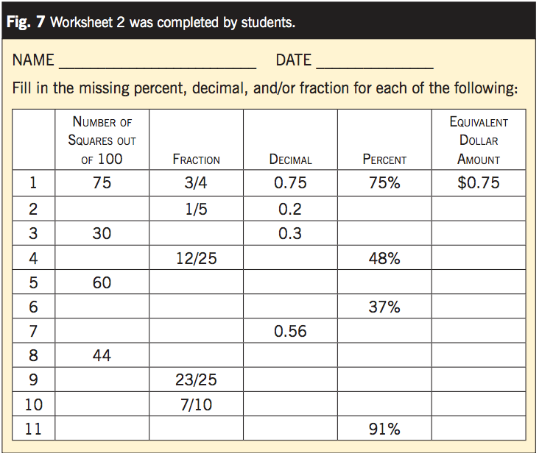 Fig. 7 Worksheet 2 was completed by students.
NAME ________________________ DATE ______________
Fill in the missing percent, decimal, and/or fraction for each of the following:
NUMBER OF SQUARES OUT OF 100 FRACTION DECIMAL PERCENT EQUIVALENT DOLLAR AMOUNT
1 75 3/4 0.75 75% $0.75
2 1/5 0.2
3 30 0.3
4 12/25 48%
5 60
6 37%
7 0.56
8 44
9 23/25
10 7/10
11 91%